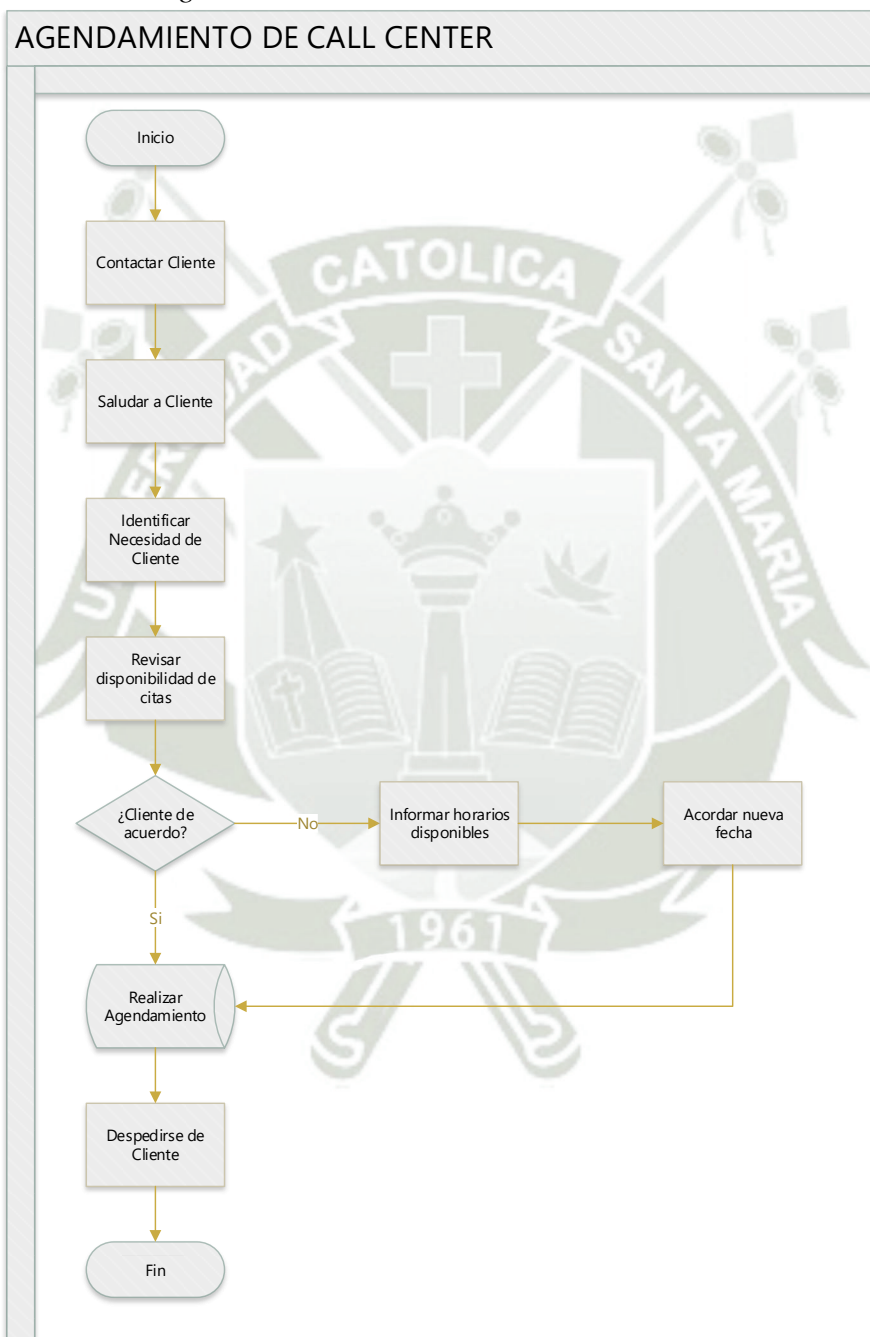 AGENDAMIENTO DE CALL CENTER
Inicio
Contactar Cliente
Saludar a Cliente
Identificar
Necesidad de
Cliente
Revisar
disponibilidad de
citas
¿Cliente de
acuerdo?
No
Informar horarios
disponibles
Acordar nueva
fecha
Si
Realizar
Agendamiento
Despedirse de
Cliente
Fin
CATOLICA
SANTA MARIA
1961